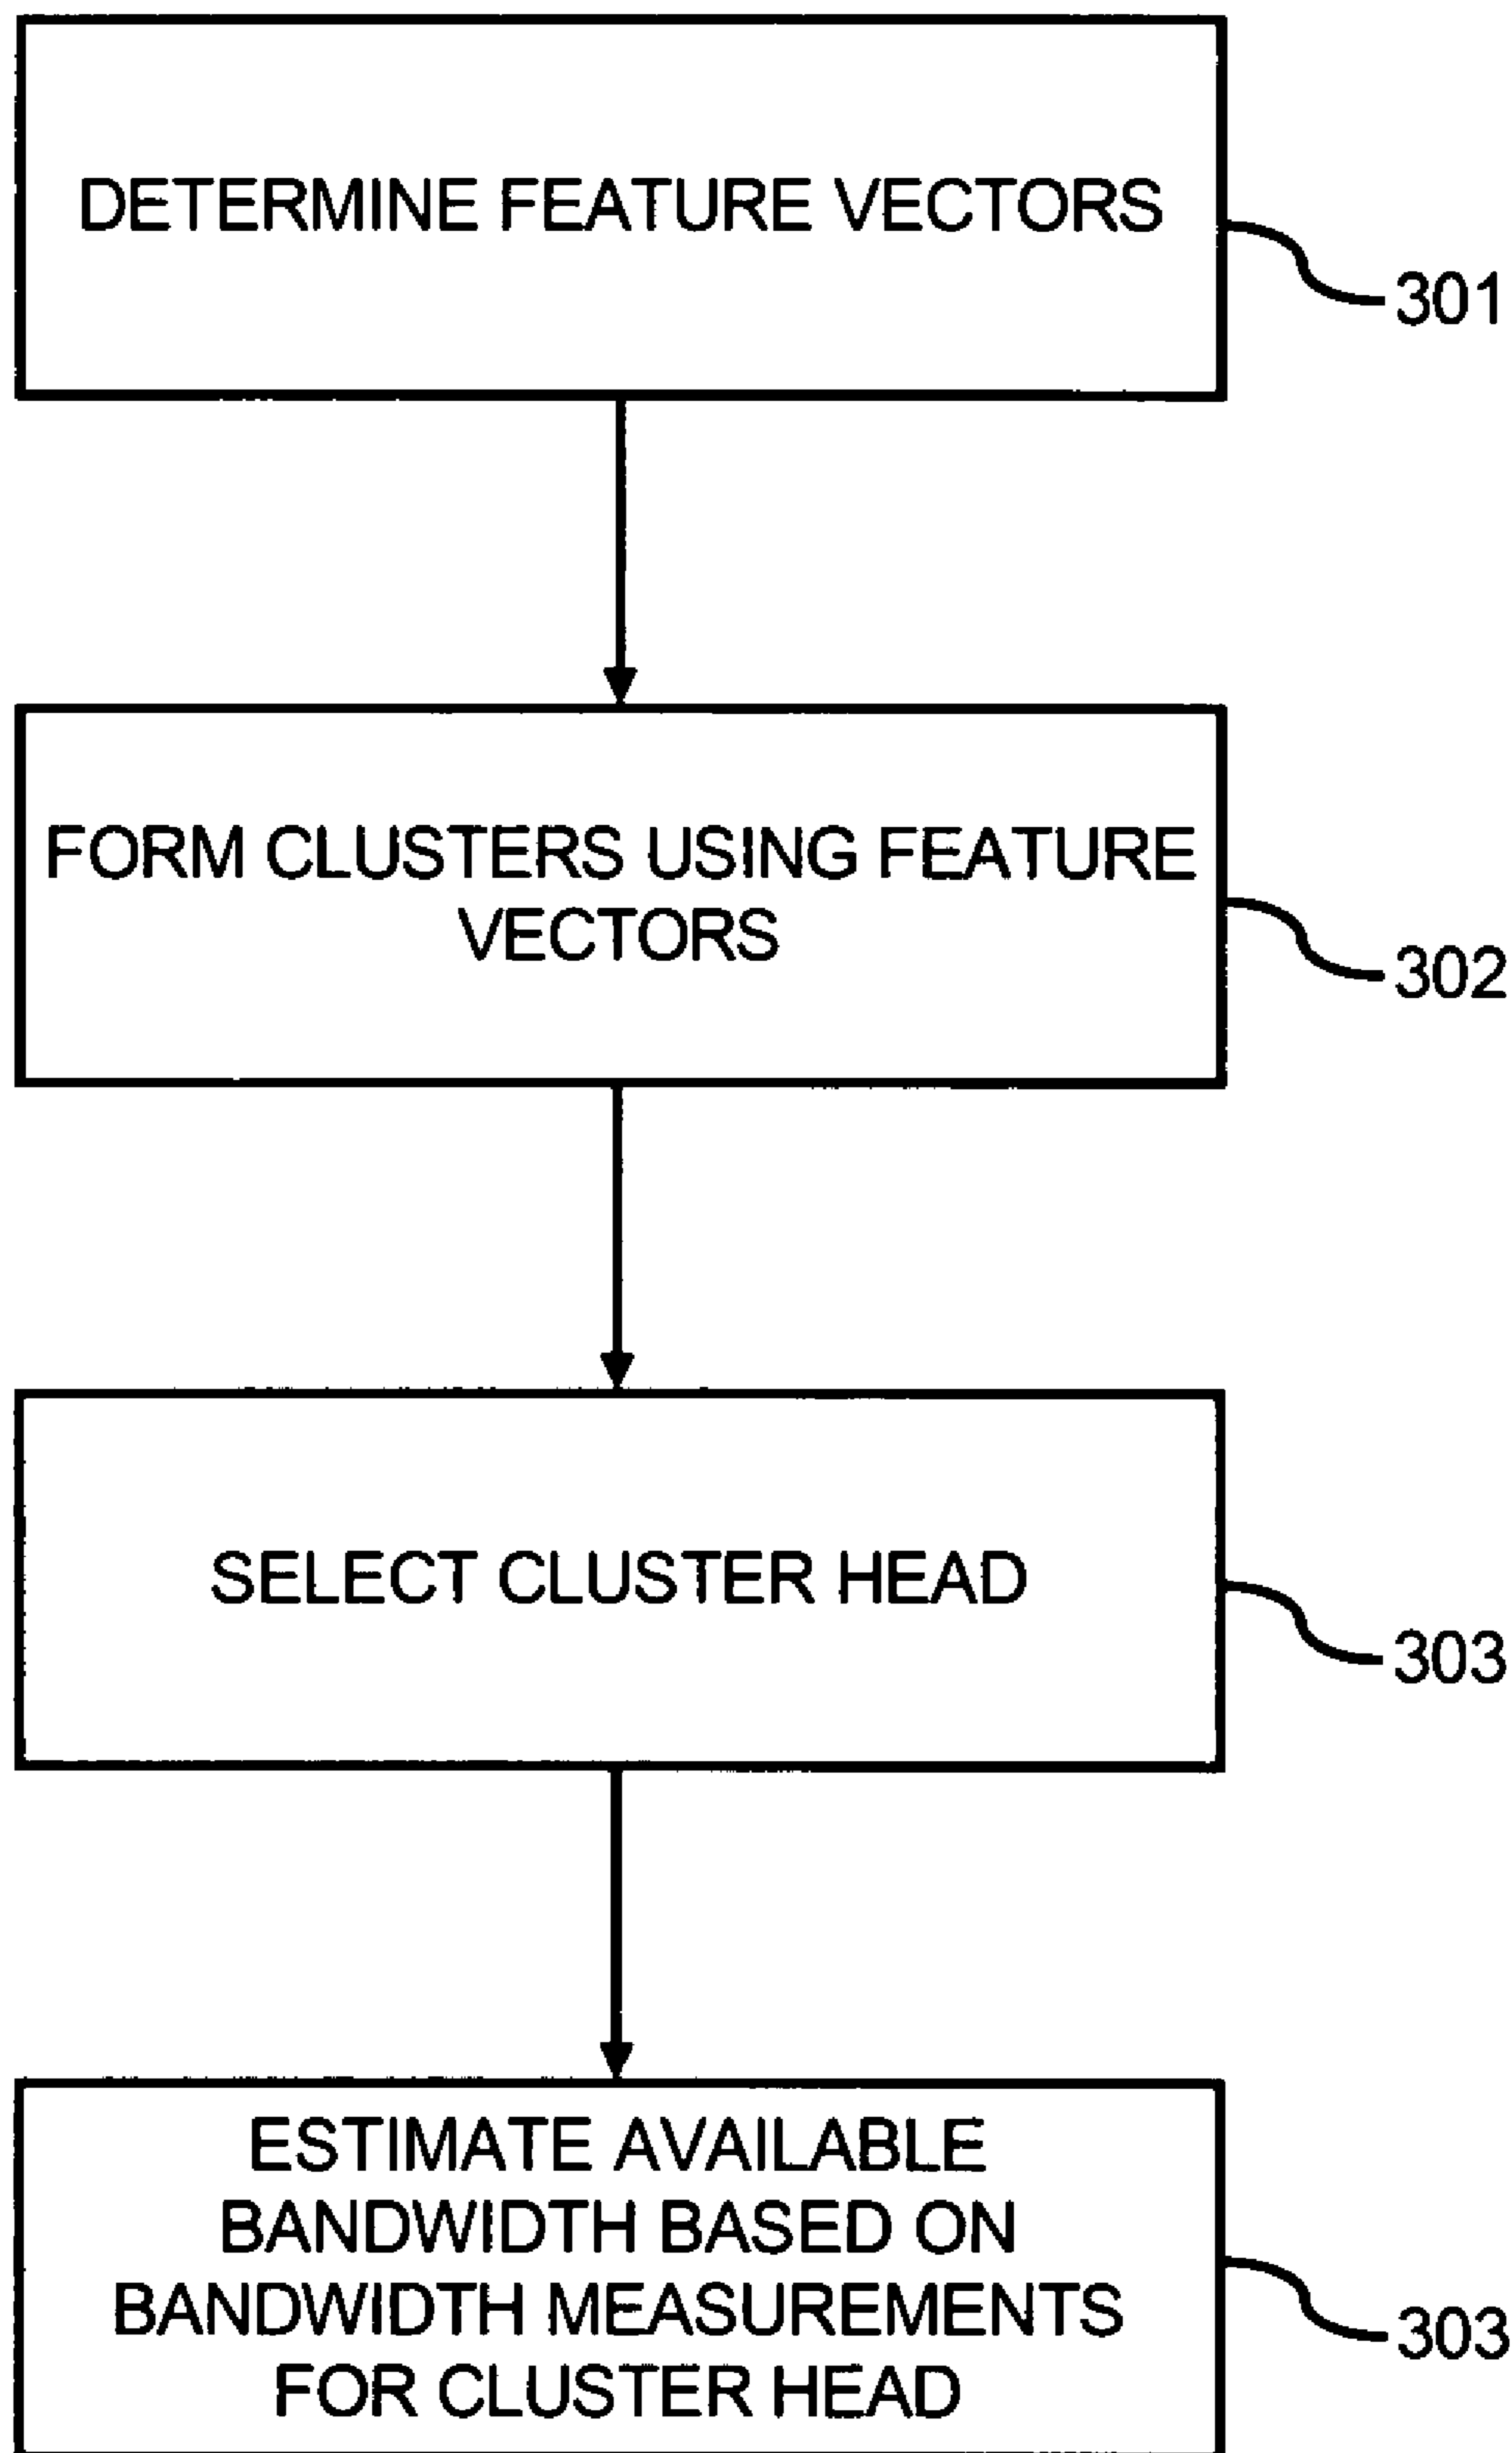 DETERMINE FEATURE VECTORS
301
FORM CLUSTERS USING FEATURE
VECTORS
302
SELECT CLUSTER HEAD
303
ESTIMATE AVAILABLE
BANDWIDTH BASED ON
BANDWIDTH MEASUREMENTS
FOR CLUSTER HEAD
303